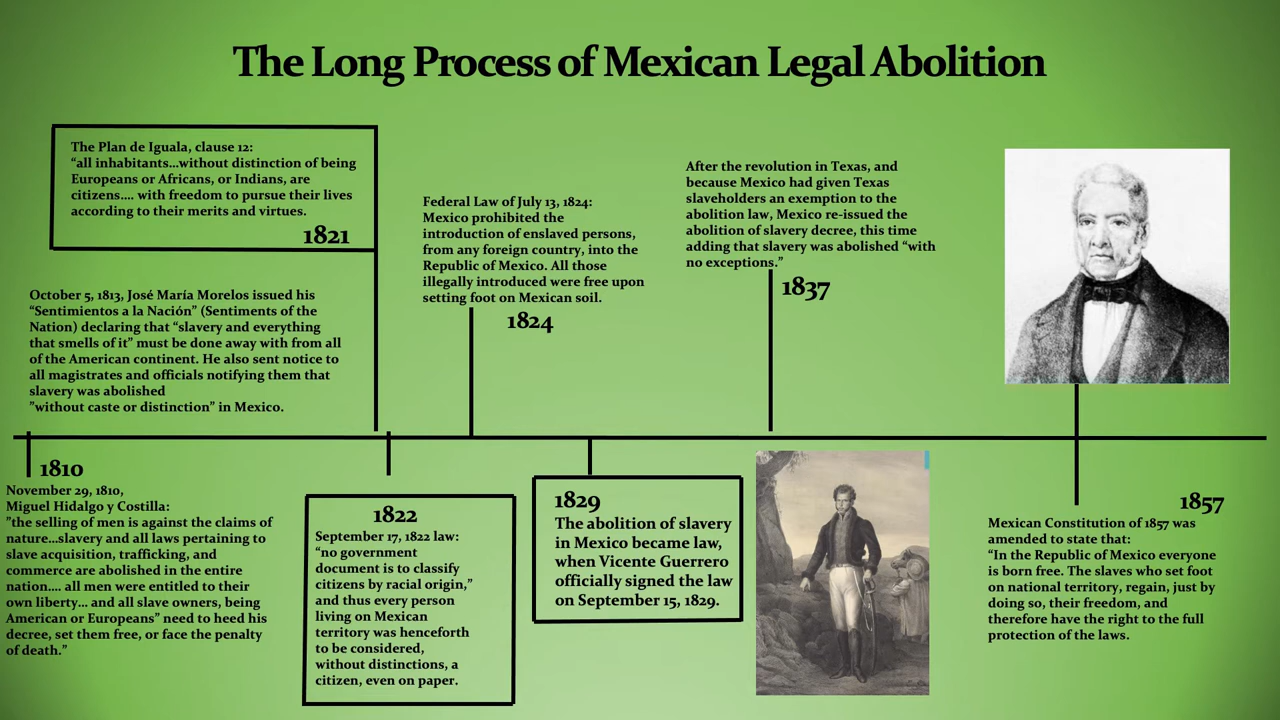 The Long Process of Mexican Legal Abolition
The Plan de Iguala, clause 12:
“all inhabitants...without distinction of being
Europeans or Africans, or Indians, are
citizens.... with freedom to pursue their lives
according to their merits and virtues.
1821
October 5, 1813, José María Morelos issued his
“Sentimientos a la Nación” (Sentiments of the
Nation) declaring that “slavery and everything
that smells of it” must be done away with from all
of the American continent. He also sent notice to
all magistrates and officials notifying them that
slavery was abolished
”without caste or distinction” in Mexico.
Federal Law of July 13, 1824:
Mexico prohibited the
introduction of enslaved persons,
from any foreign country, into the
Republic of Mexico. All those
illegally introduced were free upon
setting foot on Mexican soil.
1824
After the revolution in Texas, and
because Mexico had given Texas
slaveholders an exemption to the
abolition law, Mexico re-issued the
abolition of slavery decree, this time
adding that slavery was abolished “with
no exceptions.”
1837
1810
November 29, 1810,
Miguel Hidalgo y Costilla:
”the selling of men is against the claims of
nature...slavery and all laws pertaining to
slave acquisition, trafficking, and
commerce are abolished in the entire
nation.... all men were entitled to their
own liberty... and all slave owners, being
American or Europeans” need to heed his
decree, set them free, or face the penalty
of death.”
1822
September 17, 1822 law:
“no government
document is to classify
citizens by racial origin,”
and thus every person
living on Mexican
territory was henceforth
to be considered,
without distinctions, a
citizen, even on paper.
1829
The abolition of slavery
in Mexico became law,
when Vicente Guerrero
officially signed the law
on September 15, 1829.
1857
Mexican Constitution of 1857 was
amended to state that:
“In the Republic of Mexico everyone
is born free. The slaves who set foot
on national territory, regain, just by
doing so, their freedom, and
therefore have the right to the full
protection of the laws.